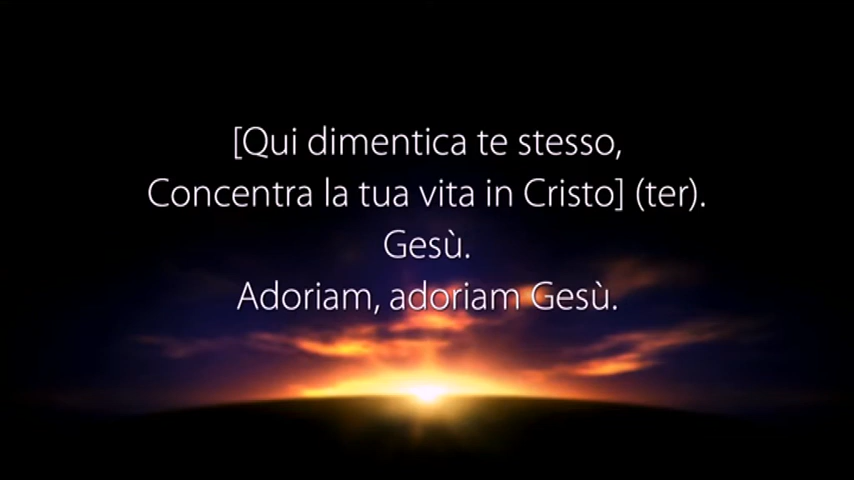 [Qui dimentica te stesso,
Concentra la tua vita in Cristo] (ter).
Gesù.
Adoriam, adoriam Gesù.